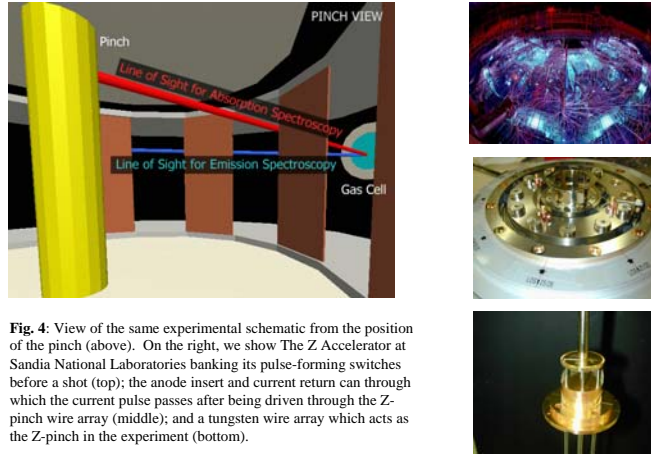 PINCH VIEW
Pinch
Line of Sight for Absorption Spectroscopy
Line of Sight for Emission Spectroscopy
Gas Cell
Fig. 4: View of the same experimental schematic from the position
of the pinch (above).  On the right, we show The Z Accelerator at
Sandia National Laboratories banking its pulse-forming switches
before a shot (top); the anode insert and current return can through
which the current pulse passes after being driven through the Z-
pinch wire array (middle); and a tungsten wire array which acts as
the Z-pinch in the experiment (bottom).